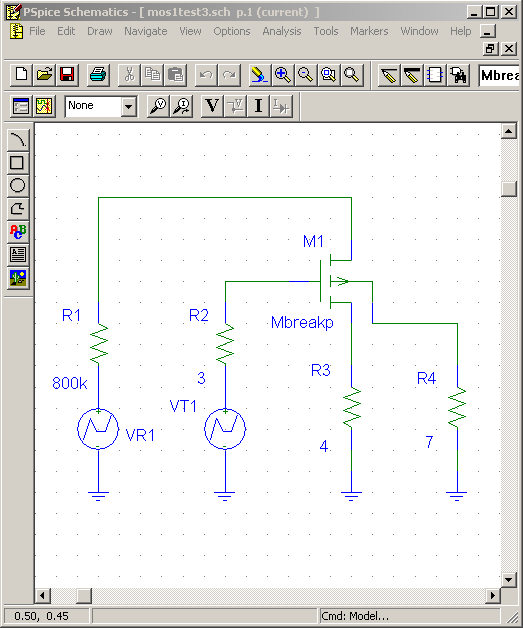 PSpice Schematics - [ mos1test3.sch p.1 (current) ]
File Edit Draw Navigate View Options Analysis Tools Markers Window Help
Mbrea
None
V
V
I
I
V
V
I
I
ABC
M1
R1
R2
Mbreakp
R3
R4
800k
3
VT1
VR1
4
7
0.50, 0.45
Cmd: Model...